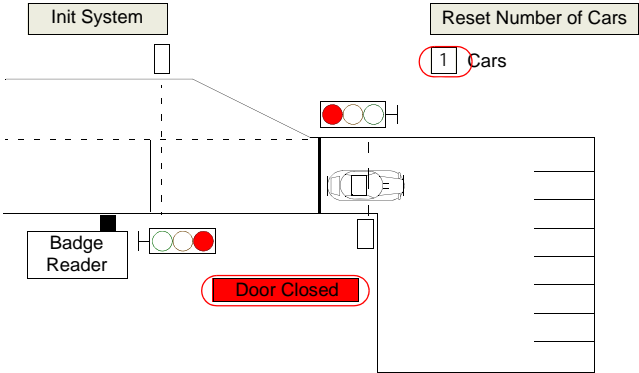 Init System
Reset Number of Cars
1 Cars
Badge
Reader
Door Closed